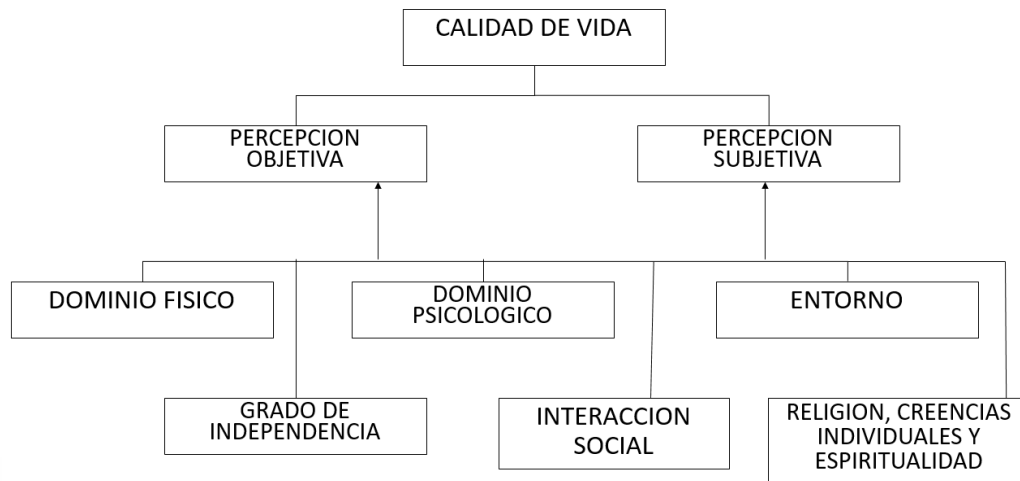 CALIDAD DE VIDA
PERCEPCION
OBJETIVA
PERCEPCION
SUBJETIVA
DOMINIO FISICO
DOMINIO
PSICOLOGICO
ENTORNO
GRADO DE
INDEPENDENCIA
INTERACCION
SOCIAL
RELIGION, CREENCIAS
INDIVIDUALES Y
ESPIRITUALIDAD